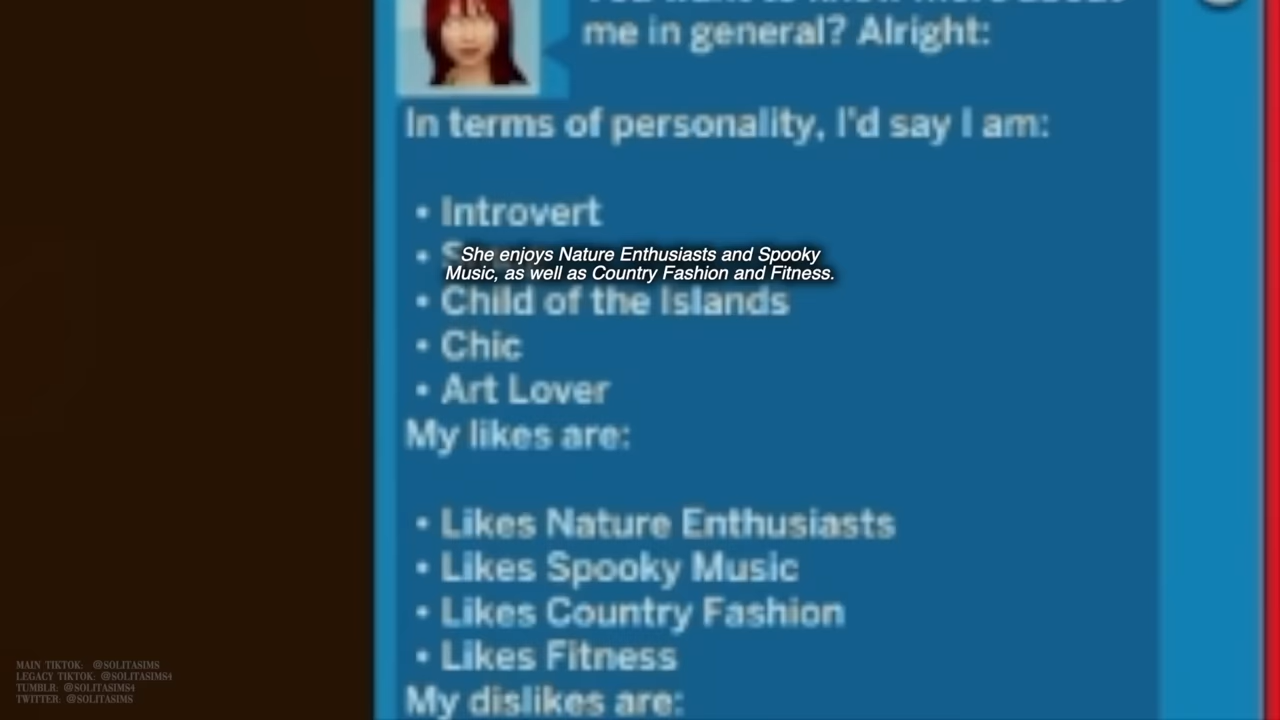 me in general? Alright:
In terms of personality, I'd say I am:
• Introvert
•
She enjoys Nature Enthusiasts and Spooky
Music, as well as Country Fashion and Fitness.
• Child of the Islands
• Chic
• Art Lover
My likes are:
• Likes Nature Enthusiasts
• Likes Spooky Music
• Likes Country Fashion
• Likes Fitness
My dislikes are:
MAIN TIKTOK: @SOLITASIMS
LEGACY TIKTOK: @SOLITASIMS4
TUMBLR: @SOLITASIMS4
TWITTER: @SOLITASIMS